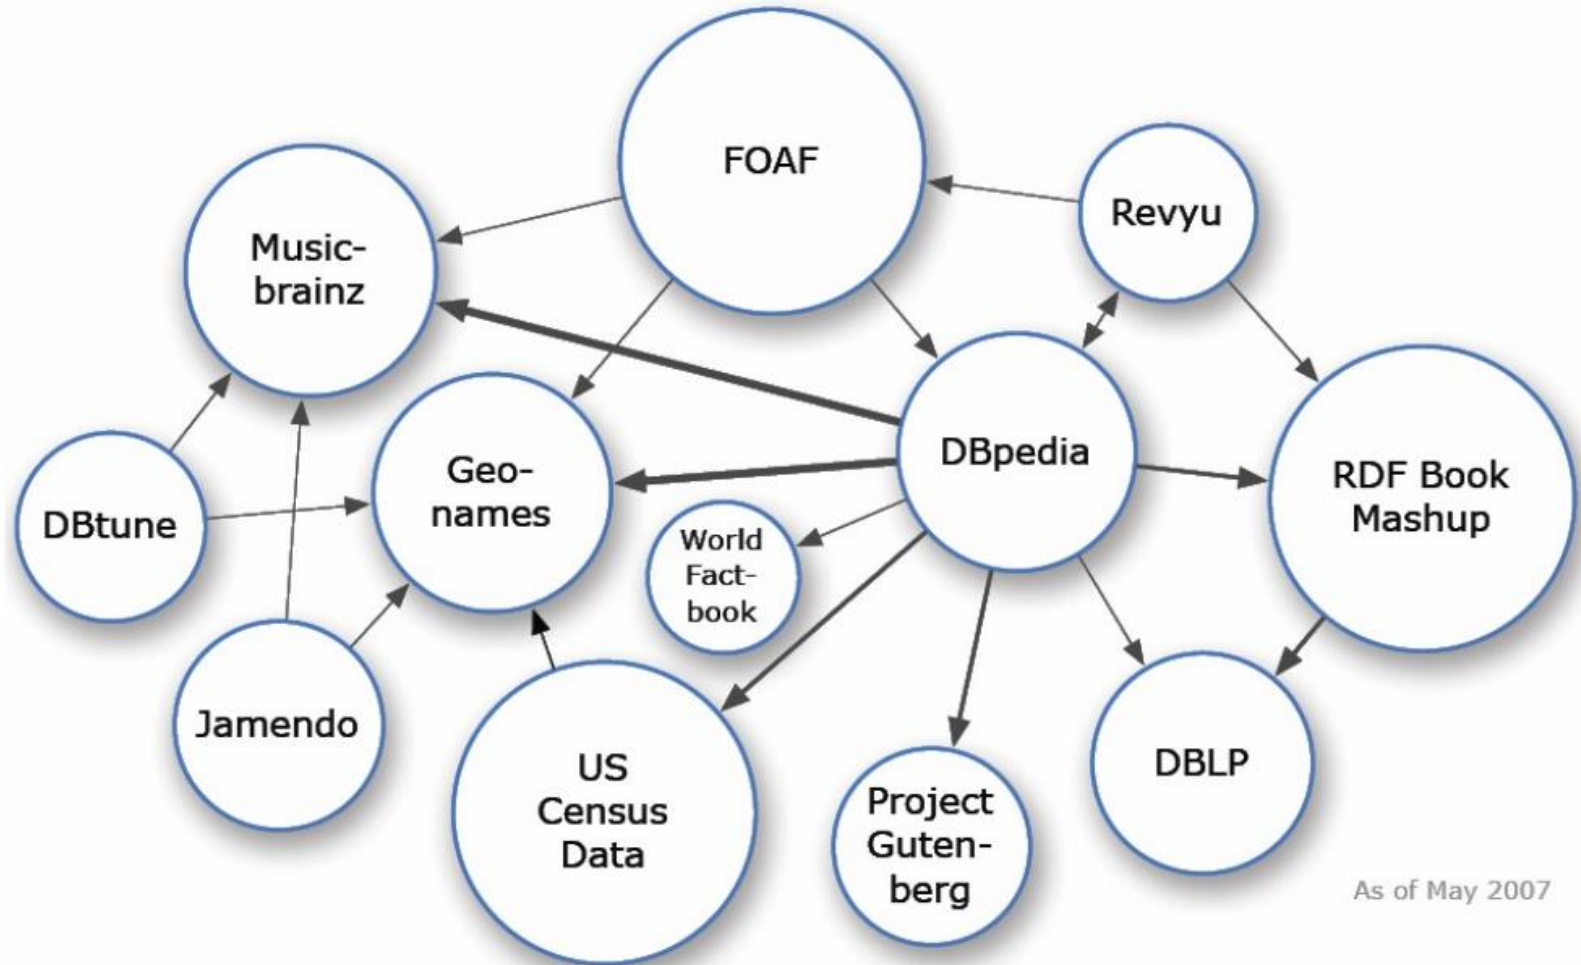 FOAF
Revyu
Music-
brainz
DBpedia
Geo-
names
RDF Book
Mashup
DBtune
World
Fact-
book
Jamendo
US
Census
Data
Project
Guten-
berg
DBLP
As of May 2007